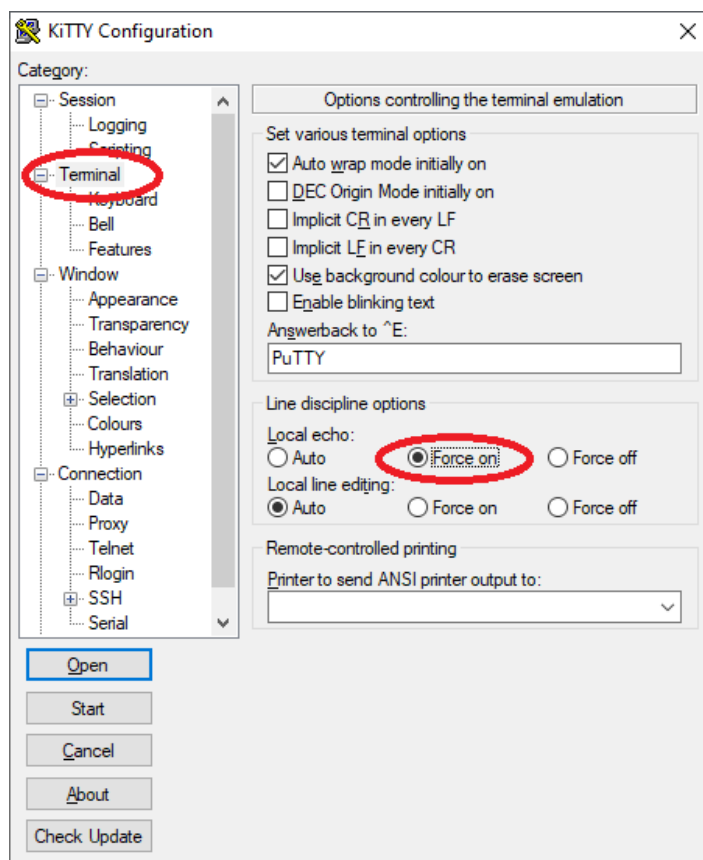 KiTTY Configuration
Category:
Session
Logging
Scripting
Terminal
Keyboard
Bell
Features
Window
Appearance
Transparency
Behaviour
Translation
Selection
Colours
Hyperlinks
Connection
Data
Proxy
Telnet
Rlogin
SSH
Serial
Options controlling the terminal emulation
Set various terminal options
Auto wrap mode initially on
DEC Origin Mode initially on
Implicit CR in every LF
Implicit LF in every CR
Use background colour to erase screen
Enable blinking text
Answerback to ^E:
PuTTY
Line discipline options
Local echo:
Auto Force on Force off
Local line editing:
Auto Force on Force off
Remote-controlled printing
Printer to send ANSI printer output to:
Open
Start
Cancel
About
Check Update